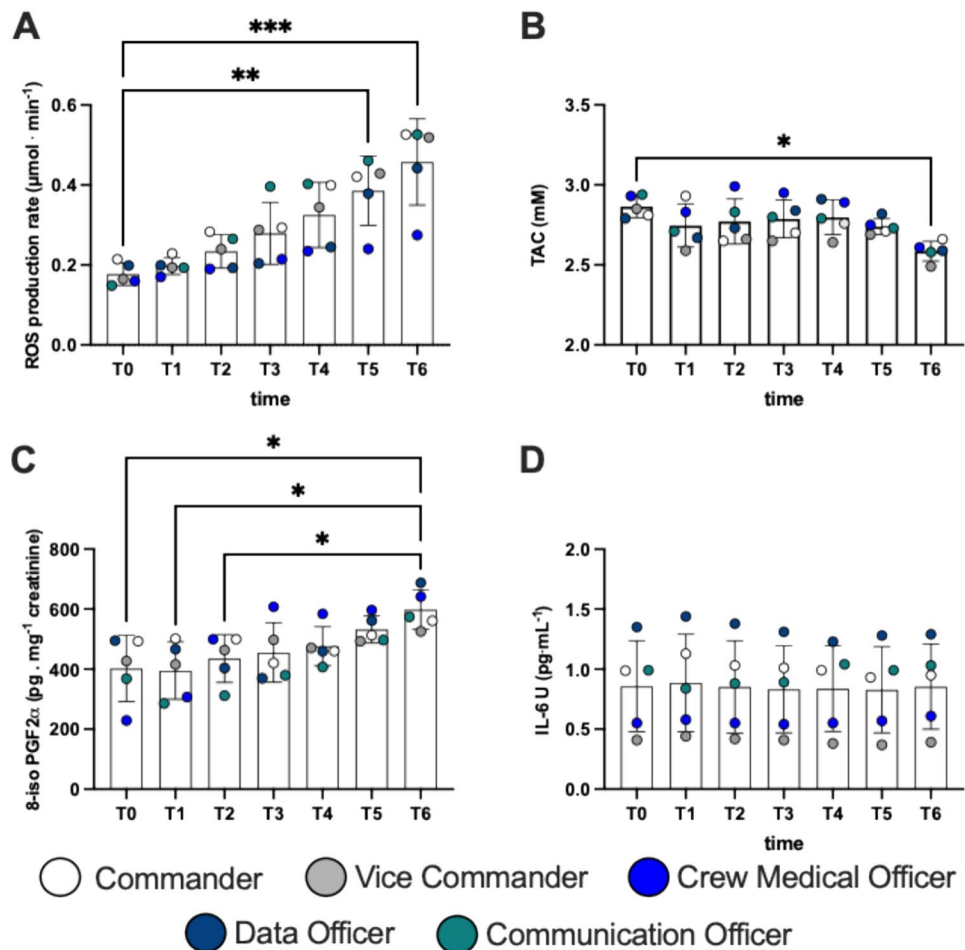 A
B
***
**
ROS production rate (µmol · min⁻¹)
0.6
0.4
0.2
0.0
T0 T1 T2 T3 T4 T5 T6
time
*
TAC (mM)
3.5
3.0
2.5
2.0
T0 T1 T2 T3 T4 T5 T6
time
C
D
*
*
*
8-iso PGF2α (pg. mg⁻¹ creatinine)
800
600
400
200
0
T0 T1 T2 T3 T4 T5 T6
IL-6 U (pg·mL⁻¹)
2.0
1.5
1.0
0.5
0.0
T0 T1 T2 T3 T4 T5 T6
time
Commander Vice Commander Crew Medical Officer
Data Officer Communication Officer